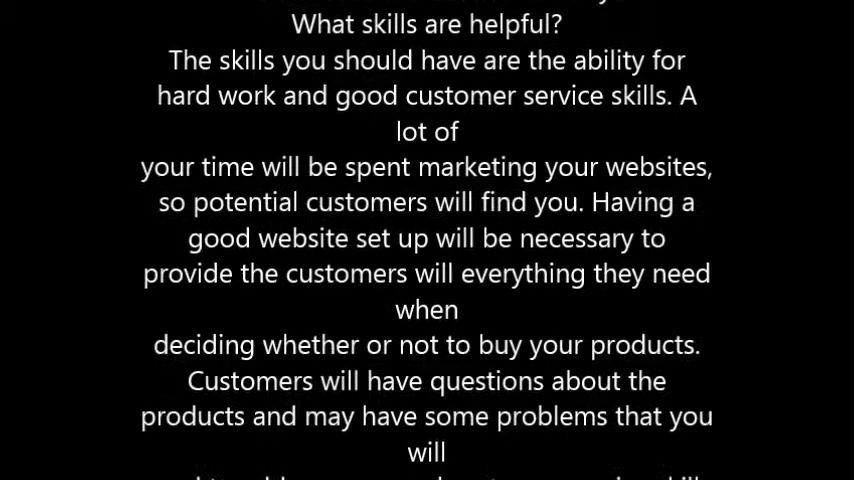 What skills are helpful?
The skills you should have are the ability for
hard work and good customer service skills. A
lot of
your time will be spent marketing your websites,
so potential customers will find you. Having a
good website set up will be necessary to
provide the customers will everything they need
when
deciding whether or not to buy your products.
Customers will have questions about the
products and may have some problems that you
will